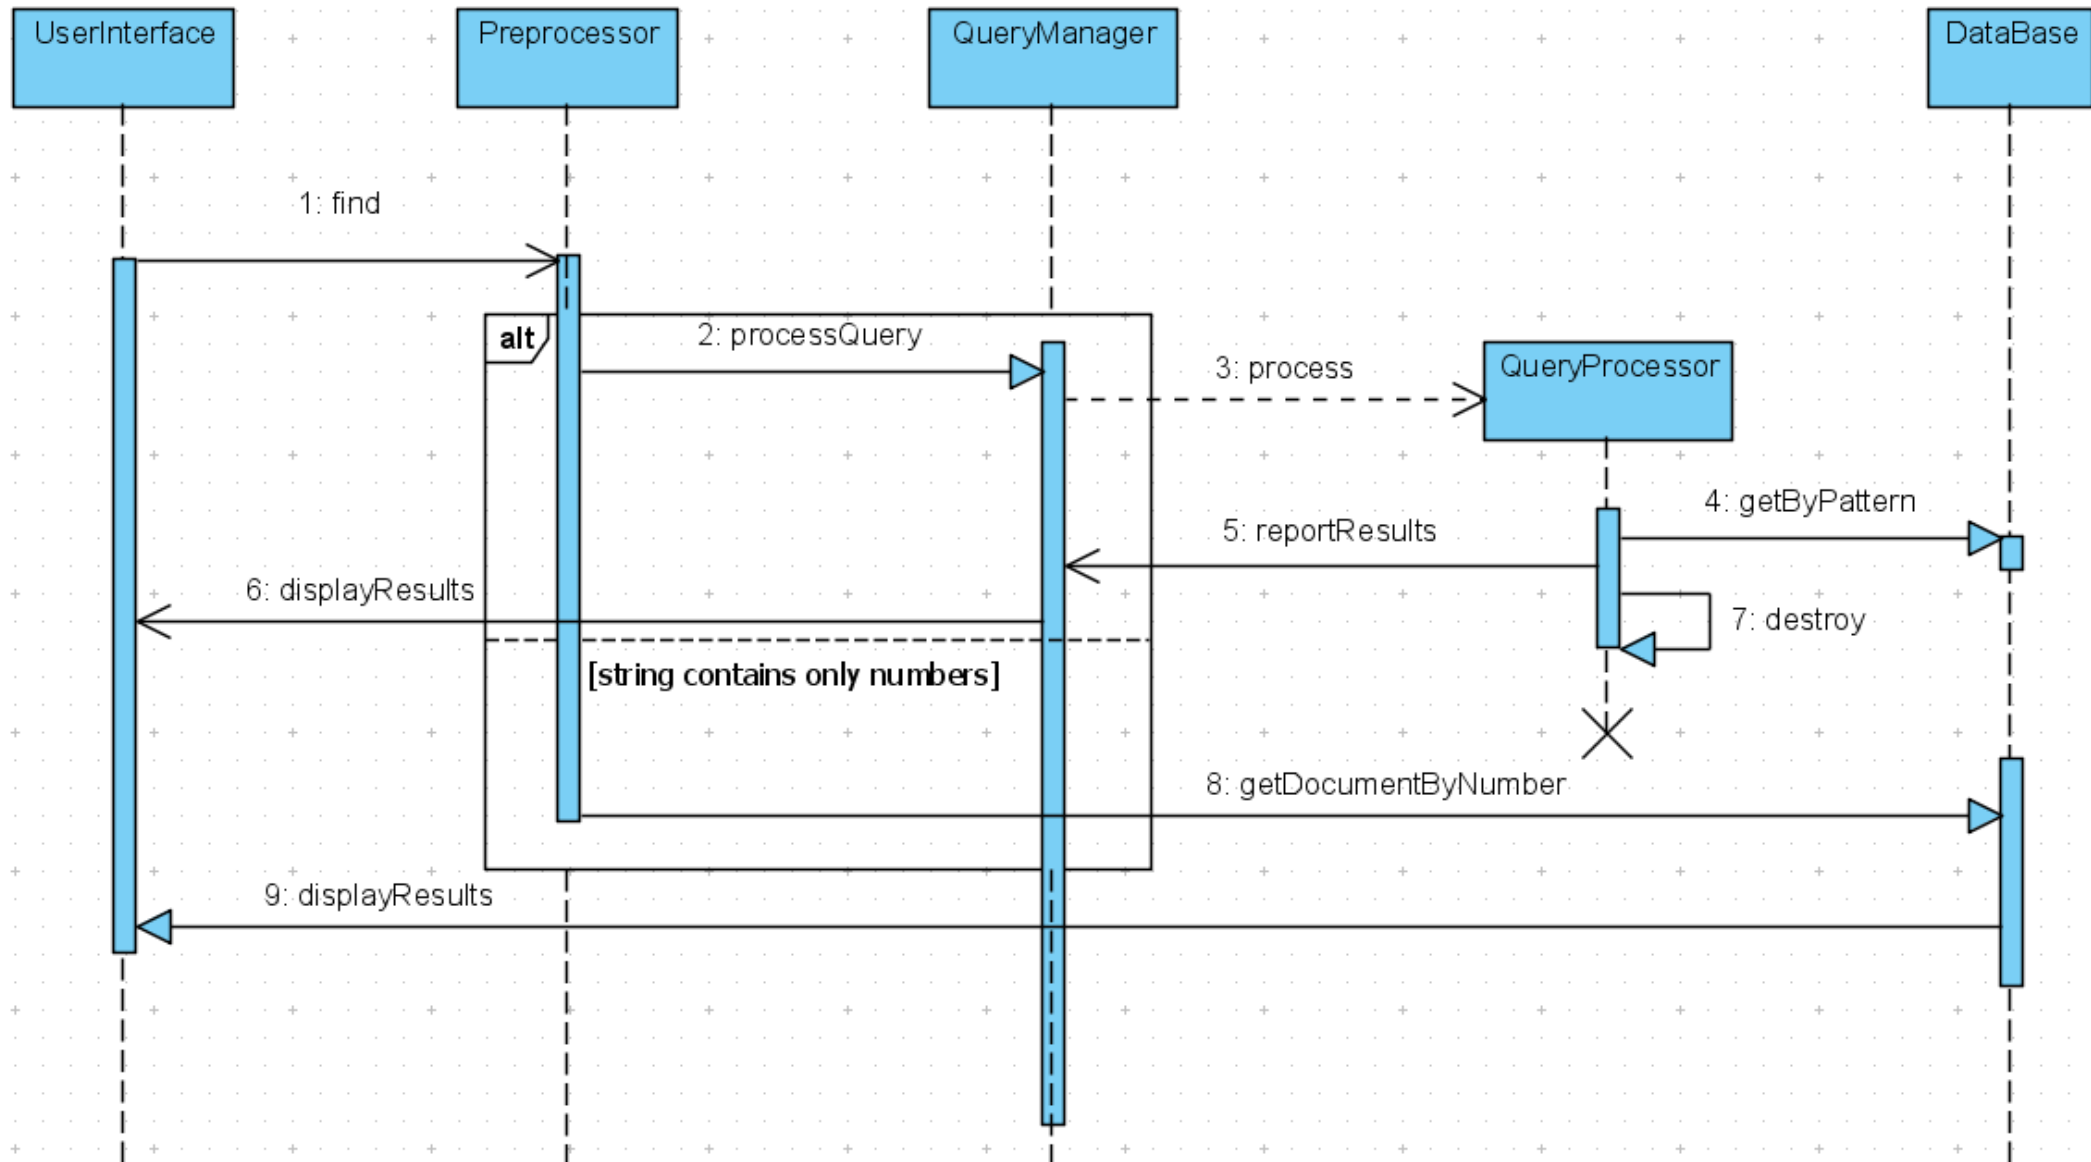 UserInterface
Preprocessor
QueryManager
DataBase
1: find
alt
2: processQuery
3: process
QueryProcessor
4: getByPattern
5: reportResults
6: displayResults
7: destroy
[string contains only numbers]
8: getDocumentByNumber
9: displayResults